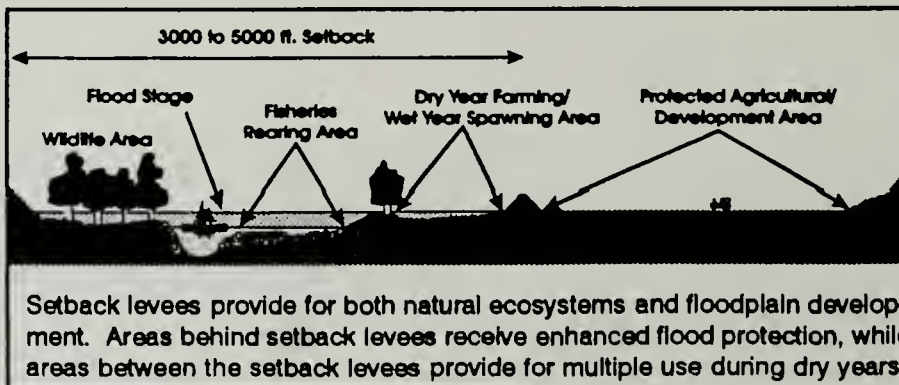 3000 to 5000 ft. Setback
Flood Stage
Wildlife Area
Fisheries
Rearing Area
Dry Year Farming/
Wet Year Spawning Area
Protected Agricultural/
Development Area
Setback levees provide for both natural ecosystems and floodplain develop-
ment. Areas behind setback levees receive enhanced flood protection, while
areas between the setback levees provide for multiple use during dry years